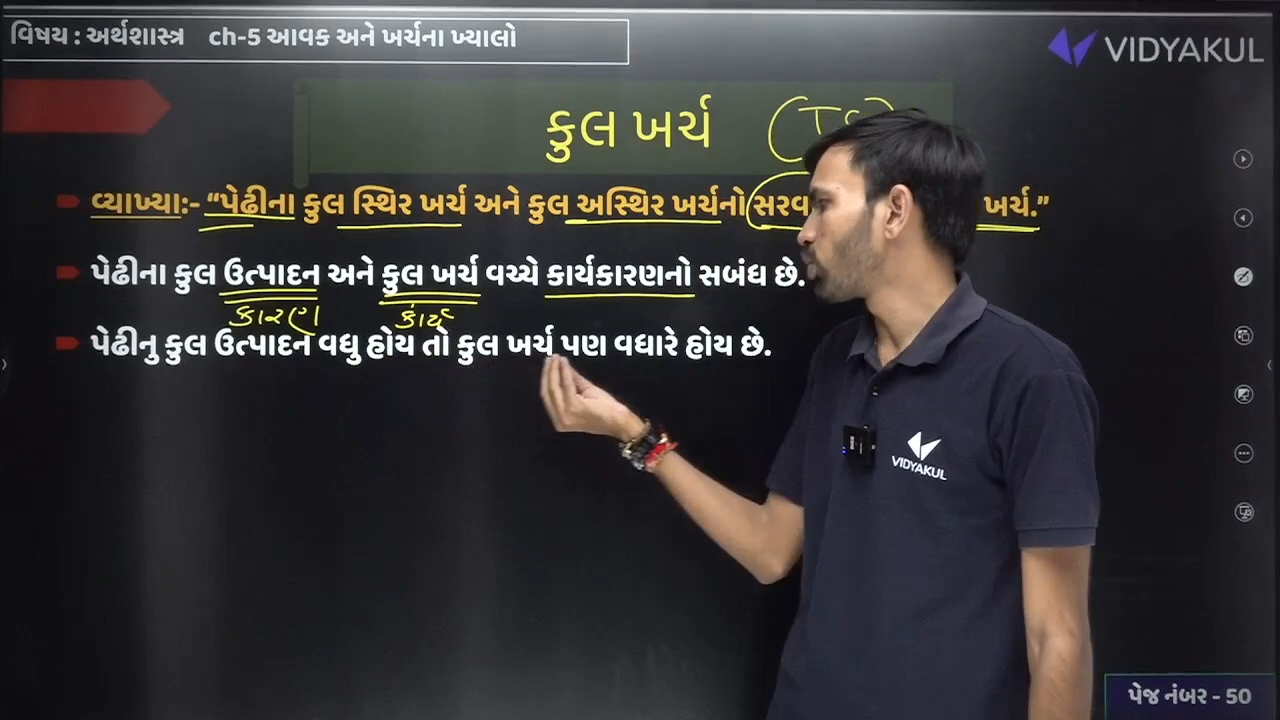 વિષય : અર્થશાસ્ત્ર ch-5 આવક અને ખર્ચના ખ્યાલો
VIDYAKUL
કુલ ખર્ચ
વ્યાખ્યા:- “પેઢીના કુલ સ્થિર ખર્ચ અને કુલ અસ્થિર ખર્ચનો ખર્ચ.”
પેઢીના કુલ ઉત્પાદન અને કુલ ખર્ચ વચ્ચે કાર્યકારણનો સબંધ છે.
કારણ કાર્ય
પેઢીનુ કુલ ઉત્પાદન વધુ હોય તો કુલ ખર્ચ પણ વધારે હોય છે.
VIDYAKUL
પેજ નંબર - 50